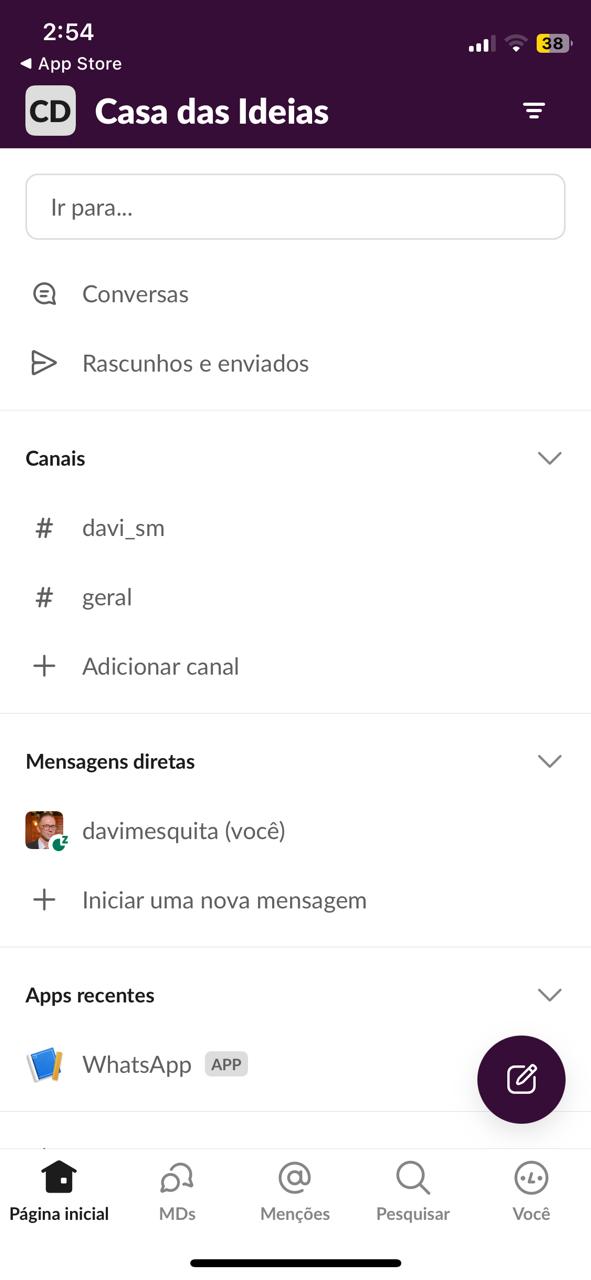 2:54
38
◀ App Store
CD Casa das Ideias
Ir para...
Conversas
Rascunhos e enviados
Canais
# davi_sm
# geral
+ Adicionar canal
Mensagens diretas
davimesquita (você)
+ Iniciar uma nova mensagem
Apps recentes
WhatsApp APP
Página inicial MDs Menções Pesquisar Você